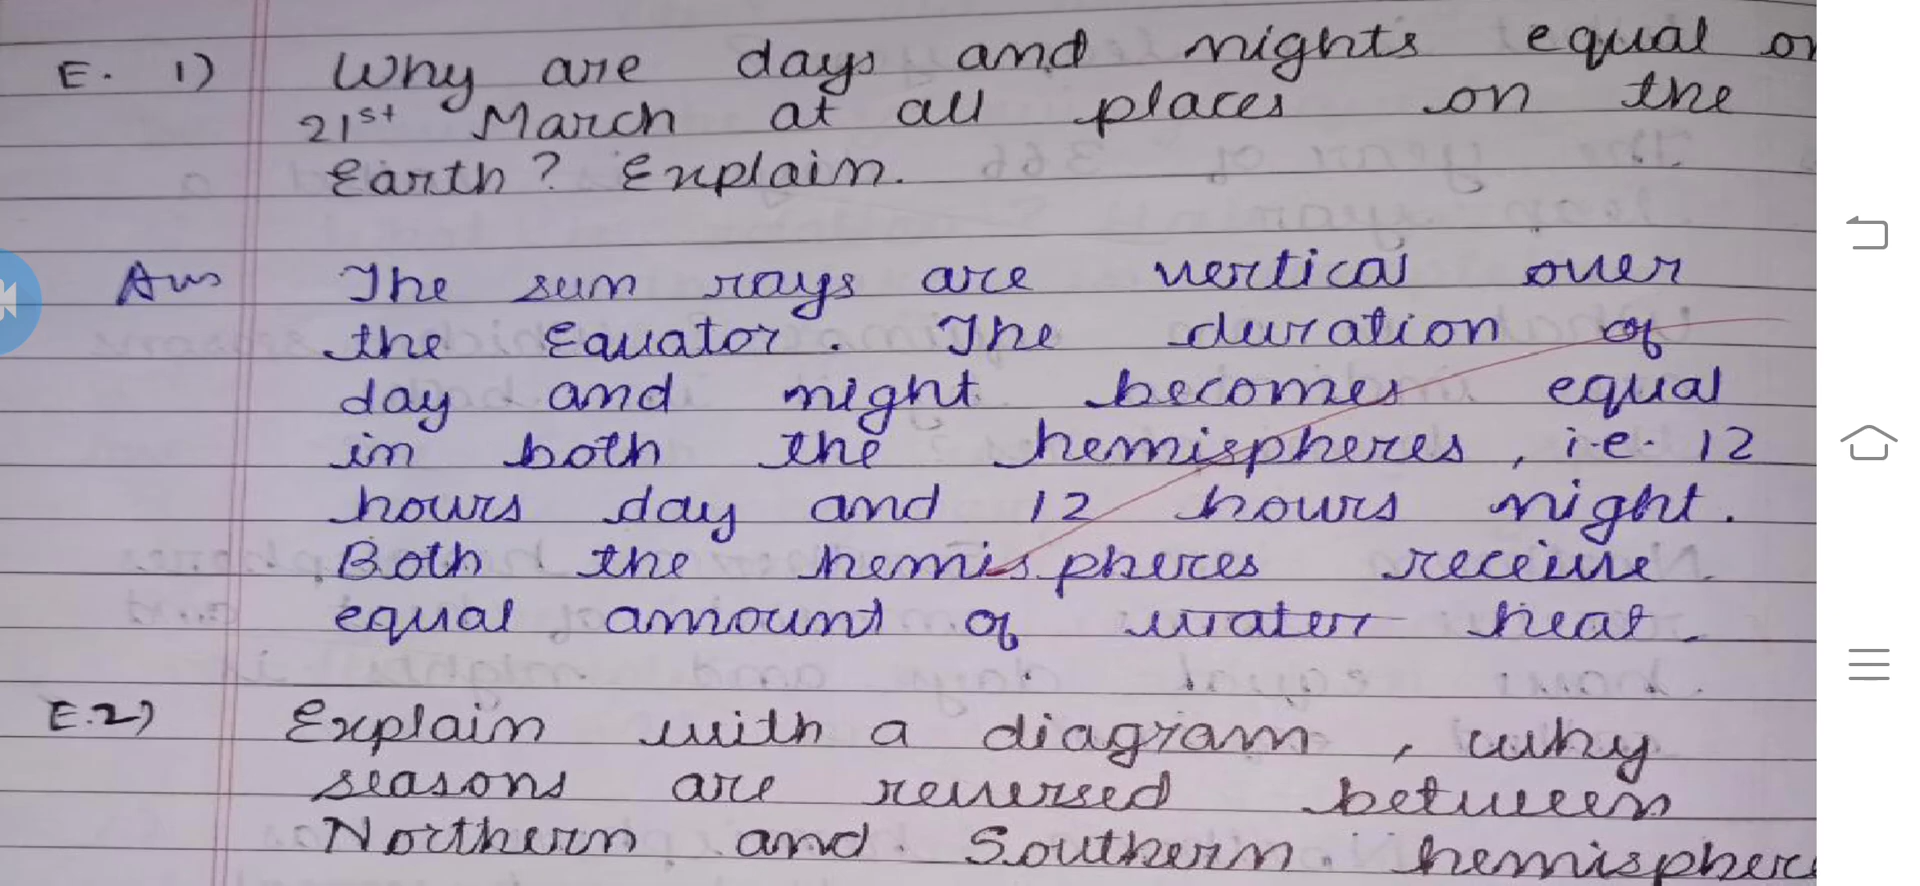 E. 1) Why are days and nights equal on
21st March at all places on the
Earth? Explain.
Ans The sun rays are vertical over
the Equator. The duration of
day and night becomes equal
in both the hemispheres, i.e. 12
hours day and 12 hours night.
Both the hemispheres receive
equal amount of water heat.
E.2) Explain with a diagram, why
seasons are reversed between
Northern and Southern hemisphere